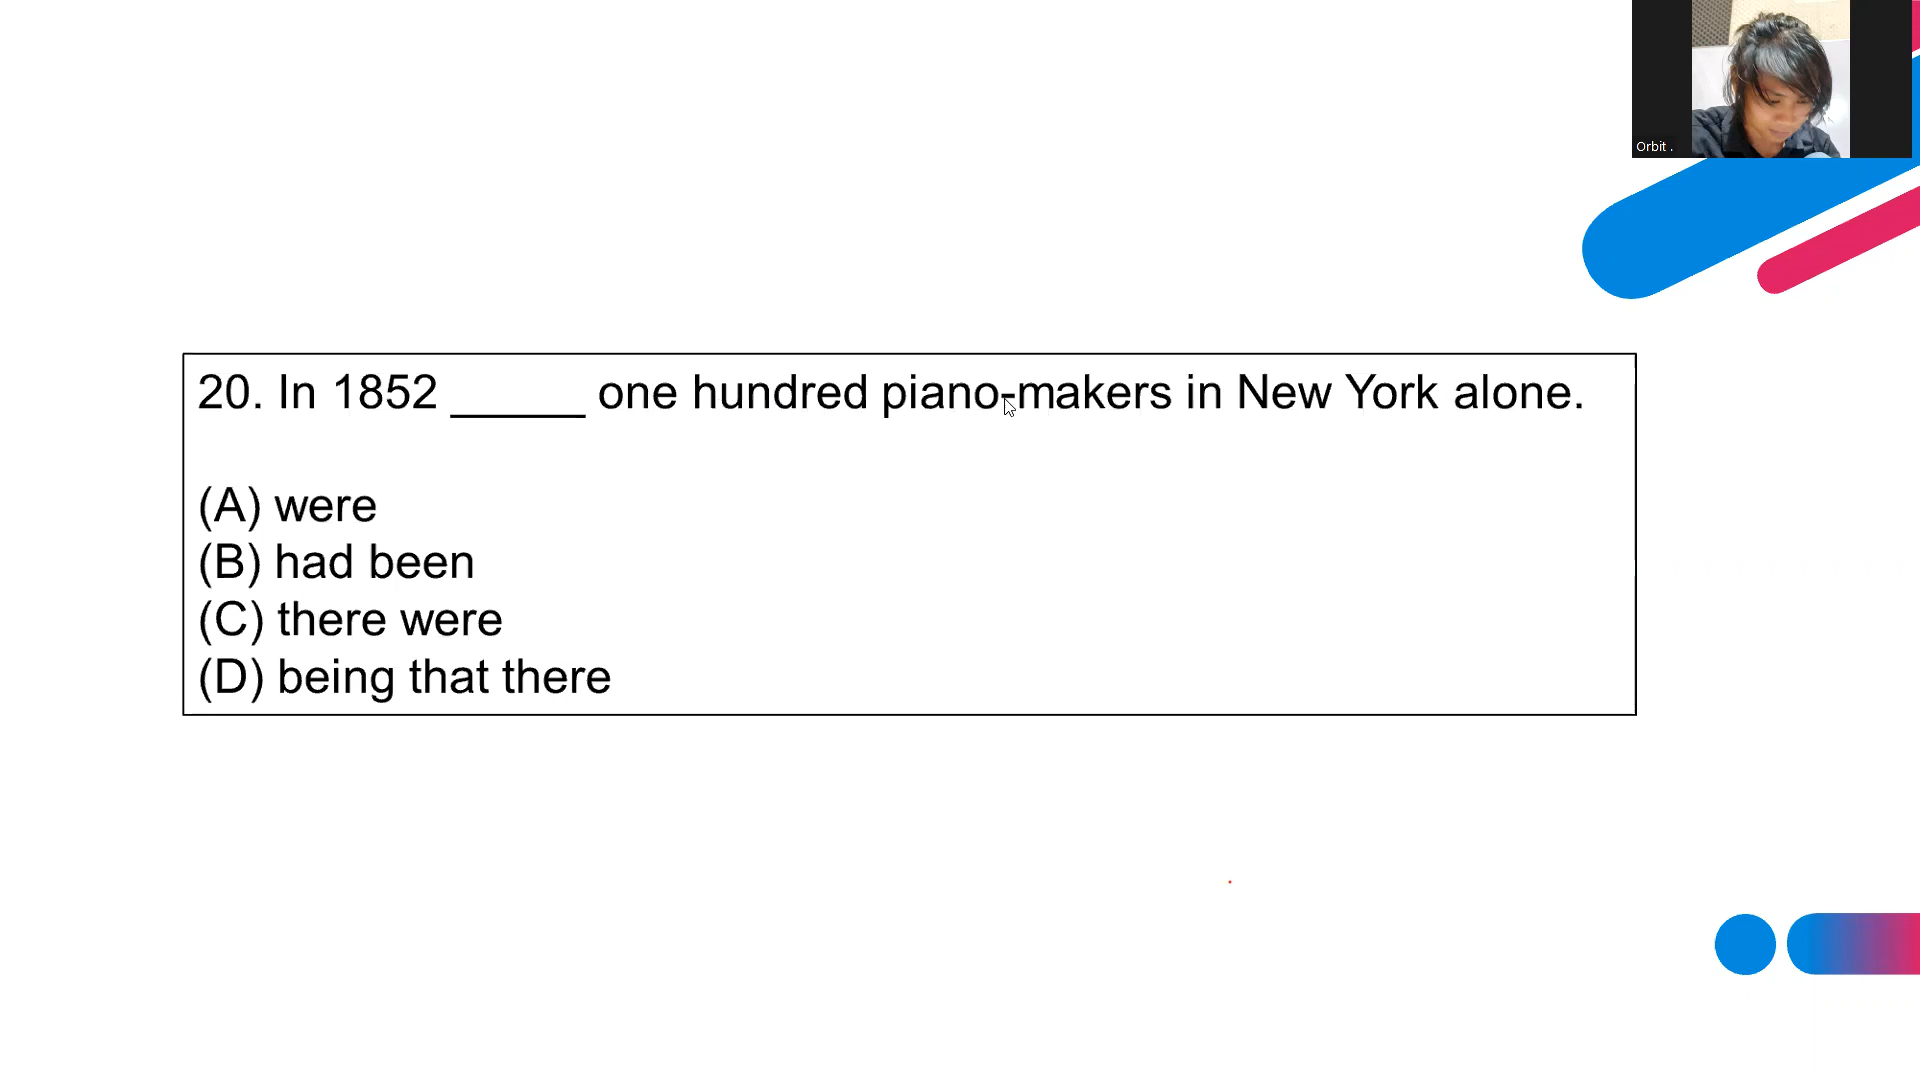 Orbit .
20. In 1852 _____ one hundred piano-makers in New York alone.
(A) were
(B) had been
(C) there were
(D) being that there